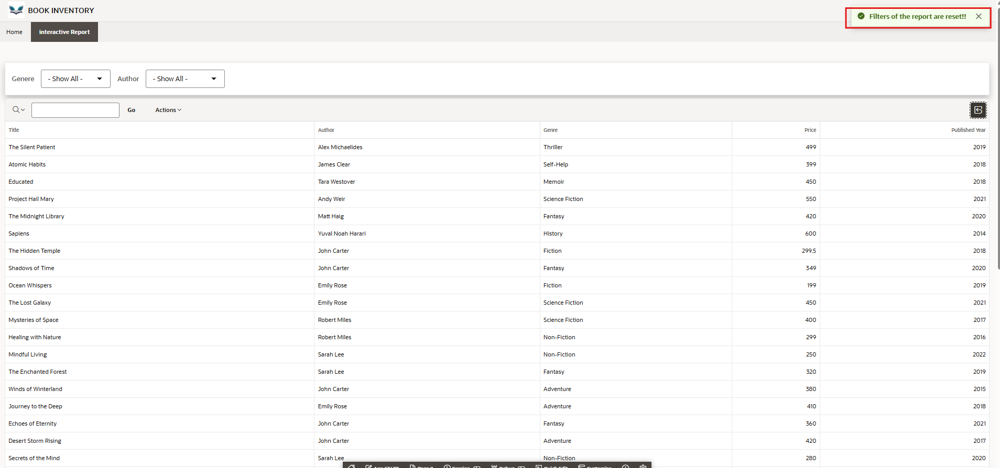 BOOK INVENTORY
Filters of the report are reset!!
Home interactive Report
Genere - Show All - Author - Show All -
Go Actions
Title Author Genre Price Published Year
The Silent Patient Alex Michaelides Thriller 499 2019
Atomic Habits James Clear Self-Help 399 2018
Educated Tara Westover Memoir 450 2018
Project Hail Mary Andy Weir Science Fiction 550 2021
The Midnight Library Matt Haig Fantasy 420 2020
Sapiens Yuval Noah Harari History 600 2014
The Hidden Temple John Carter Fiction 299.5 2018
Shadows of Time John Carter Fantasy 349 2020
Ocean Whispers Emily Rose Fiction 199 2019
The Lost Galaxy Emily Rose Science Fiction 450 2021
Mysteries of Space Robert Miles Science Fiction 400 2017
Healing with Nature Robert Miles Non-Fiction 299 2016
Mindful Living Sarah Lee Non-Fiction 250 2022
The Enchanted Forest Sarah Lee Fantasy 320 2019
Winds of Winterland John Carter Adventure 380 2015
Journey to the Deep Emily Rose Adventure 410 2018
Echoes of Eternity John Carter Fantasy 360 2021
Desert Storm Rising John Carter Adventure 420 2017
Secrets of the Mind Sarah Lee Non-Fiction 280 2020
Session Debug Quick Edit Customize